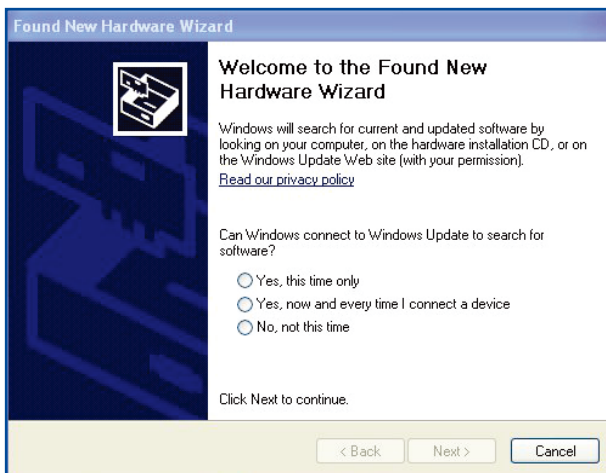 Found New Hardware Wizard
Welcome to the Found New
Hardware Wizard
Windows will search for current and updated software by
looking on your computer, on the hardware installation CD, or on
the Windows Update Web site (with your permission).
Read our privacy policy
Can Windows connect to Windows Update to search for
software?
Yes, this time only
Yes, now and every time I connect a device
No, not this time
Click Next to continue.
< Back
Next >
Cancel